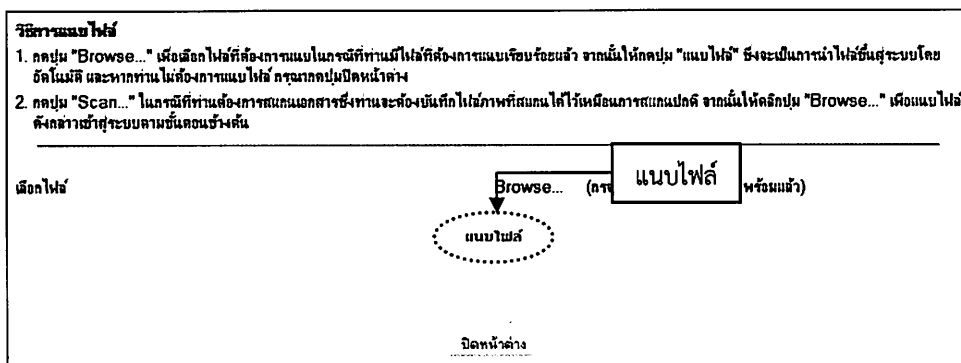 วิธีการแนบไฟล์
1. กดปุ่ม "Browse..." เพื่อเลือกไฟล์ที่ต้องการแนบในกรณีที่ท่านมีไฟล์ที่ต้องการแนบเรียบร้อยแล้ว จากนั้นให้กดปุ่ม "แนบไฟล์" ซึ่งจะเป็นการนำไฟล์ขึ้นสู่ระบบโดย
อัตโนมัติ และหากท่านไม่ต้องการแนบไฟล์ กรุณากดปุ่มปิดหน้าต่าง
2. กดปุ่ม "Scan..." ในกรณีที่ท่านต้องการสแกนเอกสารซึ่งท่านจะต้องบันทึกไฟล์ภาพที่สแกนได้ไว้เหมือนการสแกนปกติ จากนั้นให้คลิกปุ่ม "Browse..." เพื่อแนบไฟล์
ดังกล่าวเข้าสู่ระบบตามขั้นตอนข้างต้น
เลือกไฟล์ Browse... แนบไฟล์ พร้อมแล้ว)
แนบไฟล์
ปิดหน้าต่าง